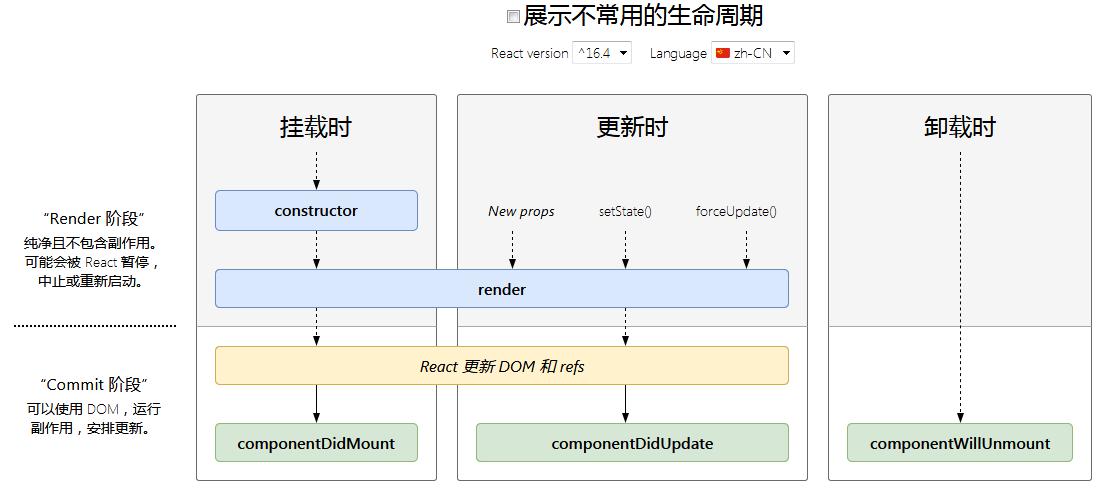 展示不常用的生命周期
React version ^16.4 Language zh-CN
挂载时
更新时
卸载时
“Render 阶段”
纯净且不包含副作用。
可能会被 React 暂停，
中止或重新启动。
constructor
New props
setState()
forceUpdate()
render
React 更新 DOM 和 refs
“Commit 阶段”
可以使用 DOM，运行
副作用，安排更新。
componentDidMount
componentDidUpdate
componentWillUnmount